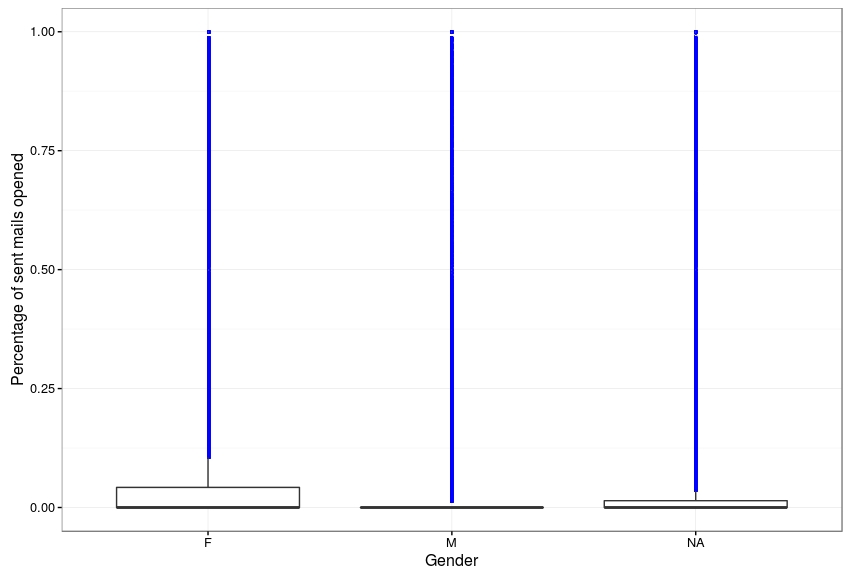 Percentage of sent mails opened
1.00
0.75
0.50
0.25
0.00
F
M
NA
Gender